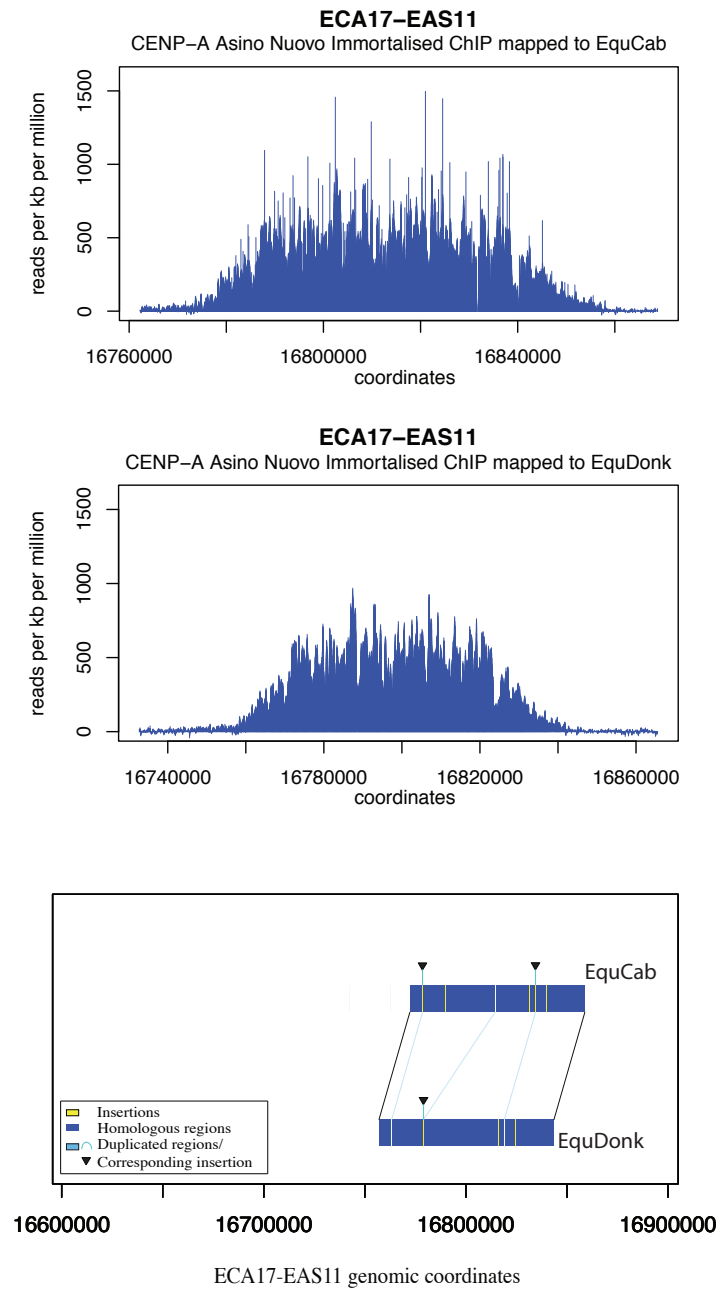 ECA17−EAS11
CENP−A Asino Nuovo Immortalised ChIP mapped to EquCab
reads per kb per million
1500
1000
500
0
16760000 16800000 16840000
coordinates
ECA17−EAS11
CENP−A Asino Nuovo Immortalised ChIP mapped to EquDonk
reads per kb per million
1500
1000
500
0
16740000 16780000 16820000 16860000
coordinates
EquCab
Insertions
Homologous regions
Duplicated regions/
Corresponding insertion
EquDonk
16600000 16700000 16800000 16900000
ECA17-EAS11 genomic coordinates